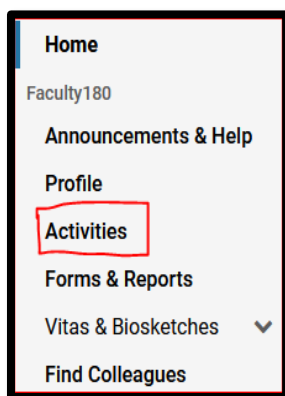 Home
Faculty180
Announcements & Help
Profile
Activities
Forms & Reports
Vitas & Biosketches
Find Colleagues